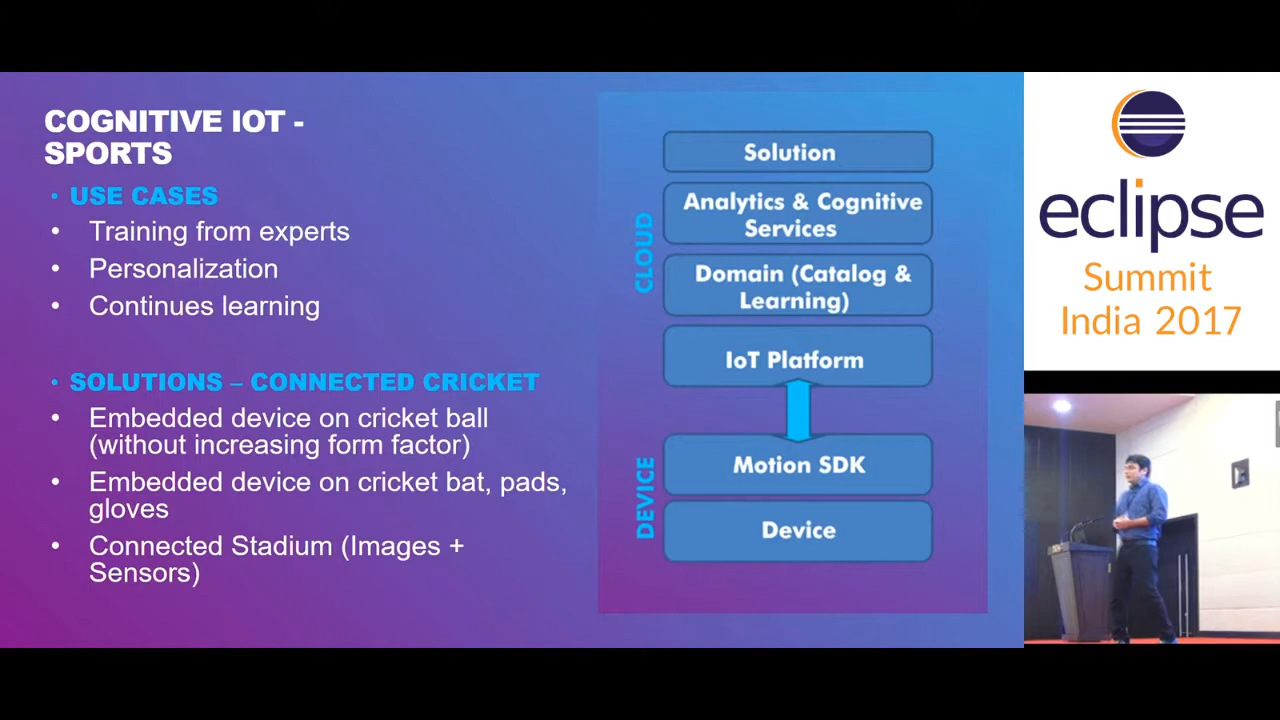 COGNITIVE IOT -
SPORTS
• USE CASES
• Training from experts
• Personalization
• Continues learning
• SOLUTIONS – CONNECTED CRICKET
• Embedded device on cricket ball
(without increasing form factor)
• Embedded device on cricket bat, pads,
gloves
• Connected Stadium (Images +
Sensors)
CLOUD
Solution
Analytics & Cognitive
Services
Domain (Catalog &
Learning)
IoT Platform
DEVICE
Motion SDK
Device
eclipse
Summit
India 2017